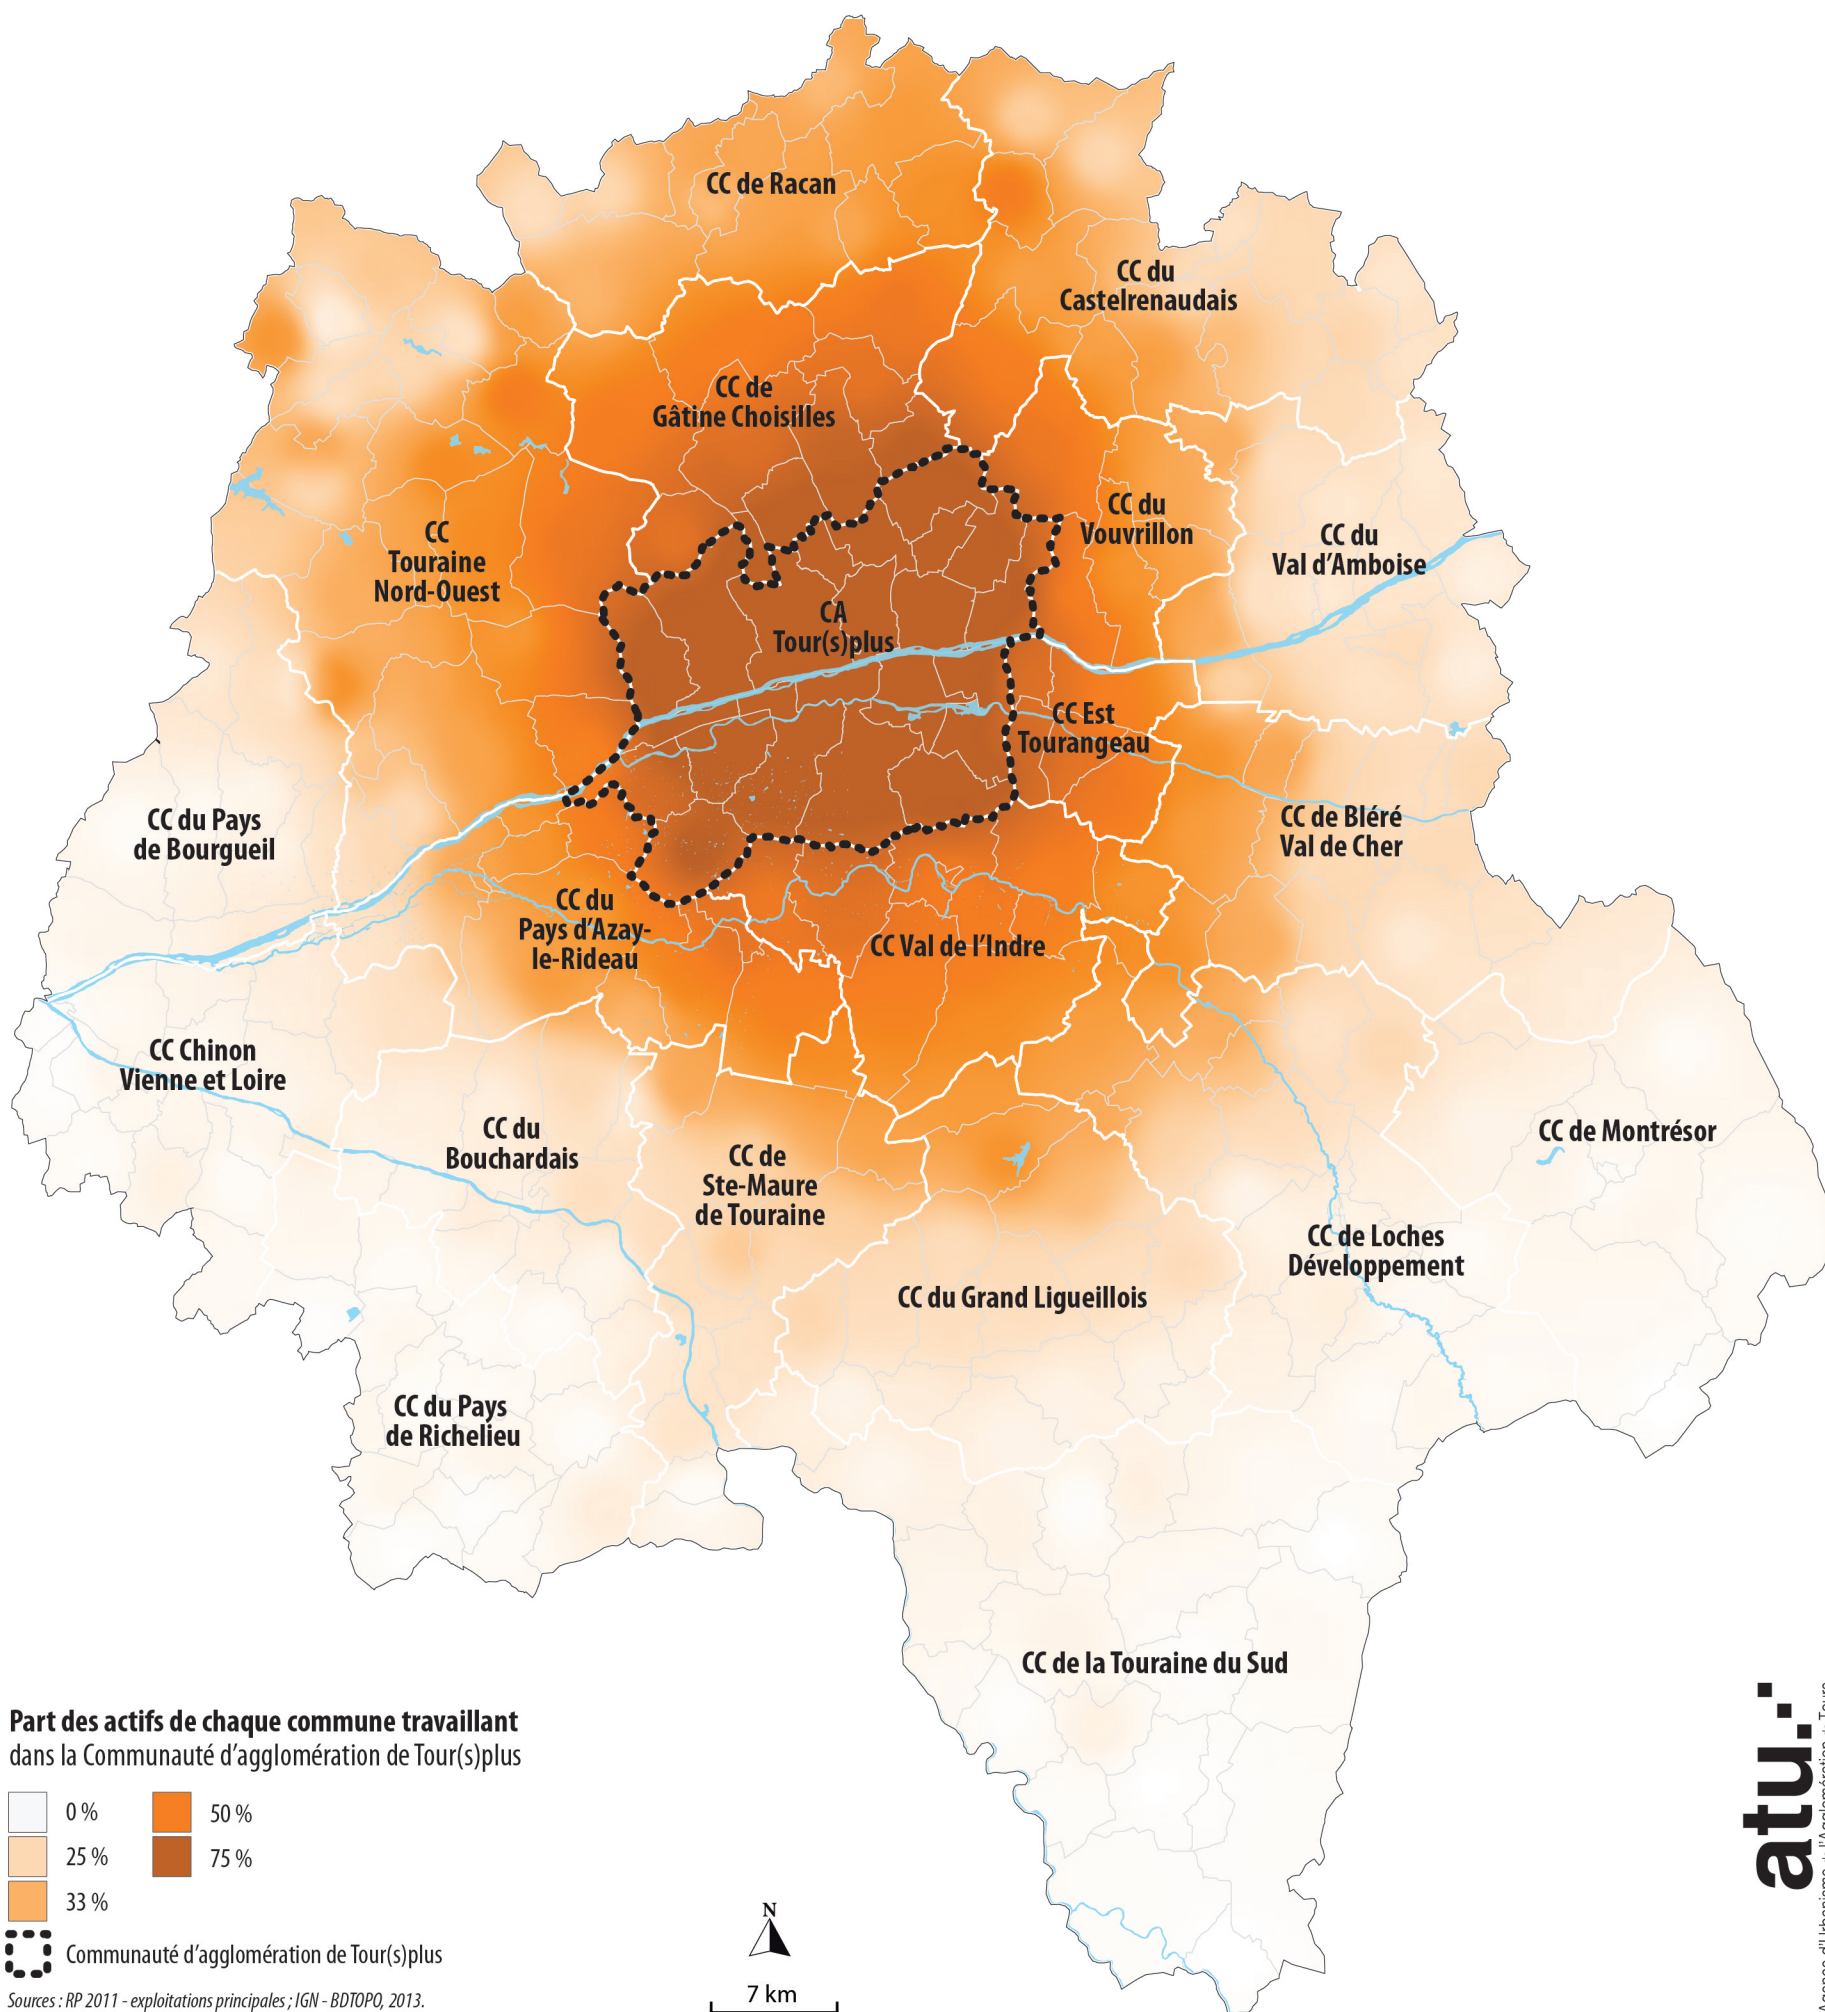 CC de Racan
CC du
Castelrenaudais
CC de
Gâtine Choisilles
CC du
Vouvrillon
CC
Touraine
Nord-Ouest
CC du
Val d'Amboise
CA
Tour(s)plus
CC Est
Tourangeau
CC du Pays
de Bourgueil
CC de Bléré
Val de Cher
CC du
Pays d'Azay-
le-Rideau
CC Val de l'Indre
CC Chinon
Vienne et Loire
CC du
Bouchardais
CC de
Ste-Maure
de Touraine
CC de Montrésor
CC de Loches
Développement
CC du Grand Ligueillois
CC du Pays
de Richelieu
CC de la Touraine du Sud
Part des actifs de chaque commune travaillant
dans la Communauté d'agglomération de Tour(s)plus
0 %
25 %
33 %
50 %
75 %
Communauté d'agglomération de Tour(s)plus
Sources : RP 2011 - exploitations principales ; IGN - BDTOPO, 2013.
N
7 km
atu.